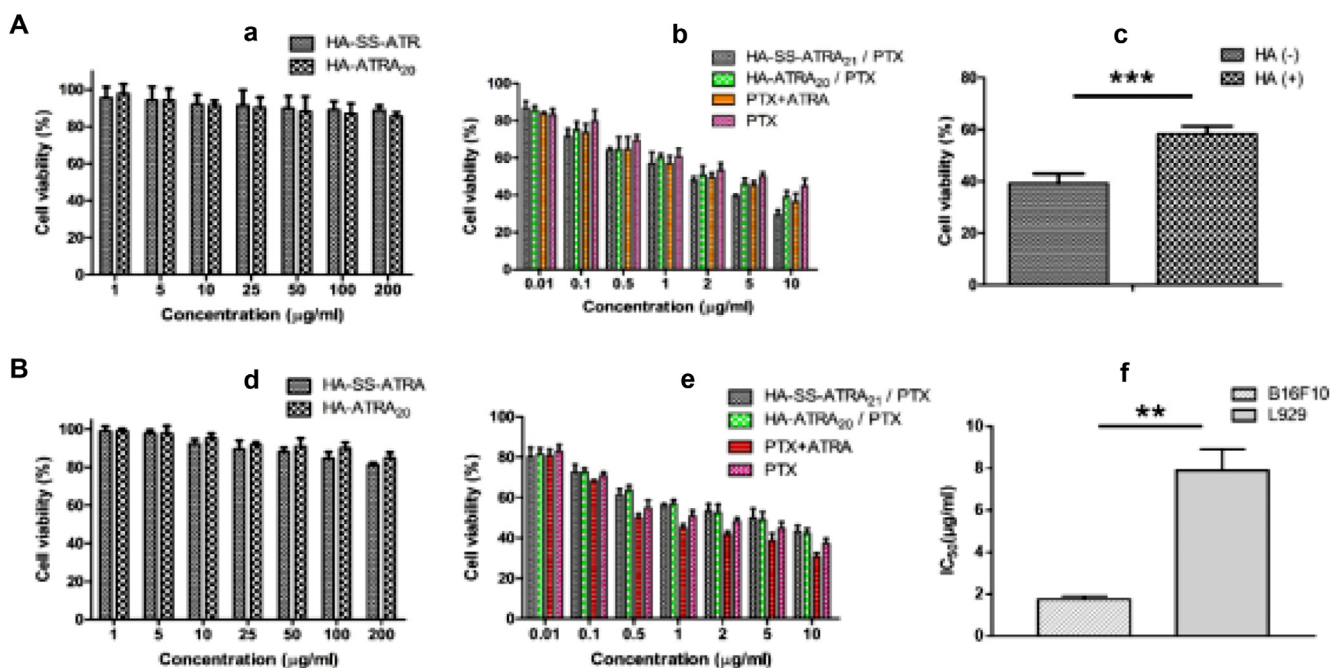 A
a
HA-SS-ATR
HA-ATRA20
Cell viability (%)
100
80
60
40
20
0
1 5 10 25 50 100 200
Concentration (μg/ml)
b
HA-SS-ATRA21 / PTX
HA-ATRA20 / PTX
PTX+ATRA
PTX
Cell viability (%)
100
80
60
40
20
0
0.01 0.1 0.5 1 2 5 10
Concentration (μg/ml)
c
HA (-)
HA (+)
***
Cell viability (%)
80
60
40
20
0
B
d
HA-SS-ATRA
HA-ATRA20
Cell viability (%)
100
80
60
40
20
0
1 5 10 25 50 100 200
Concentration (μg/ml)
e
HA-SS-ATRA21 / PTX
HA-ATRA20 / PTX
PTX+ATRA
PTX
Cell viability (%)
100
80
60
40
20
0
0.01 0.1 0.5 1 2 5 10
Concentration (μg/ml)
f
B16F10
L929
**
IC50(μg/ml)
10
8
6
4
2
0